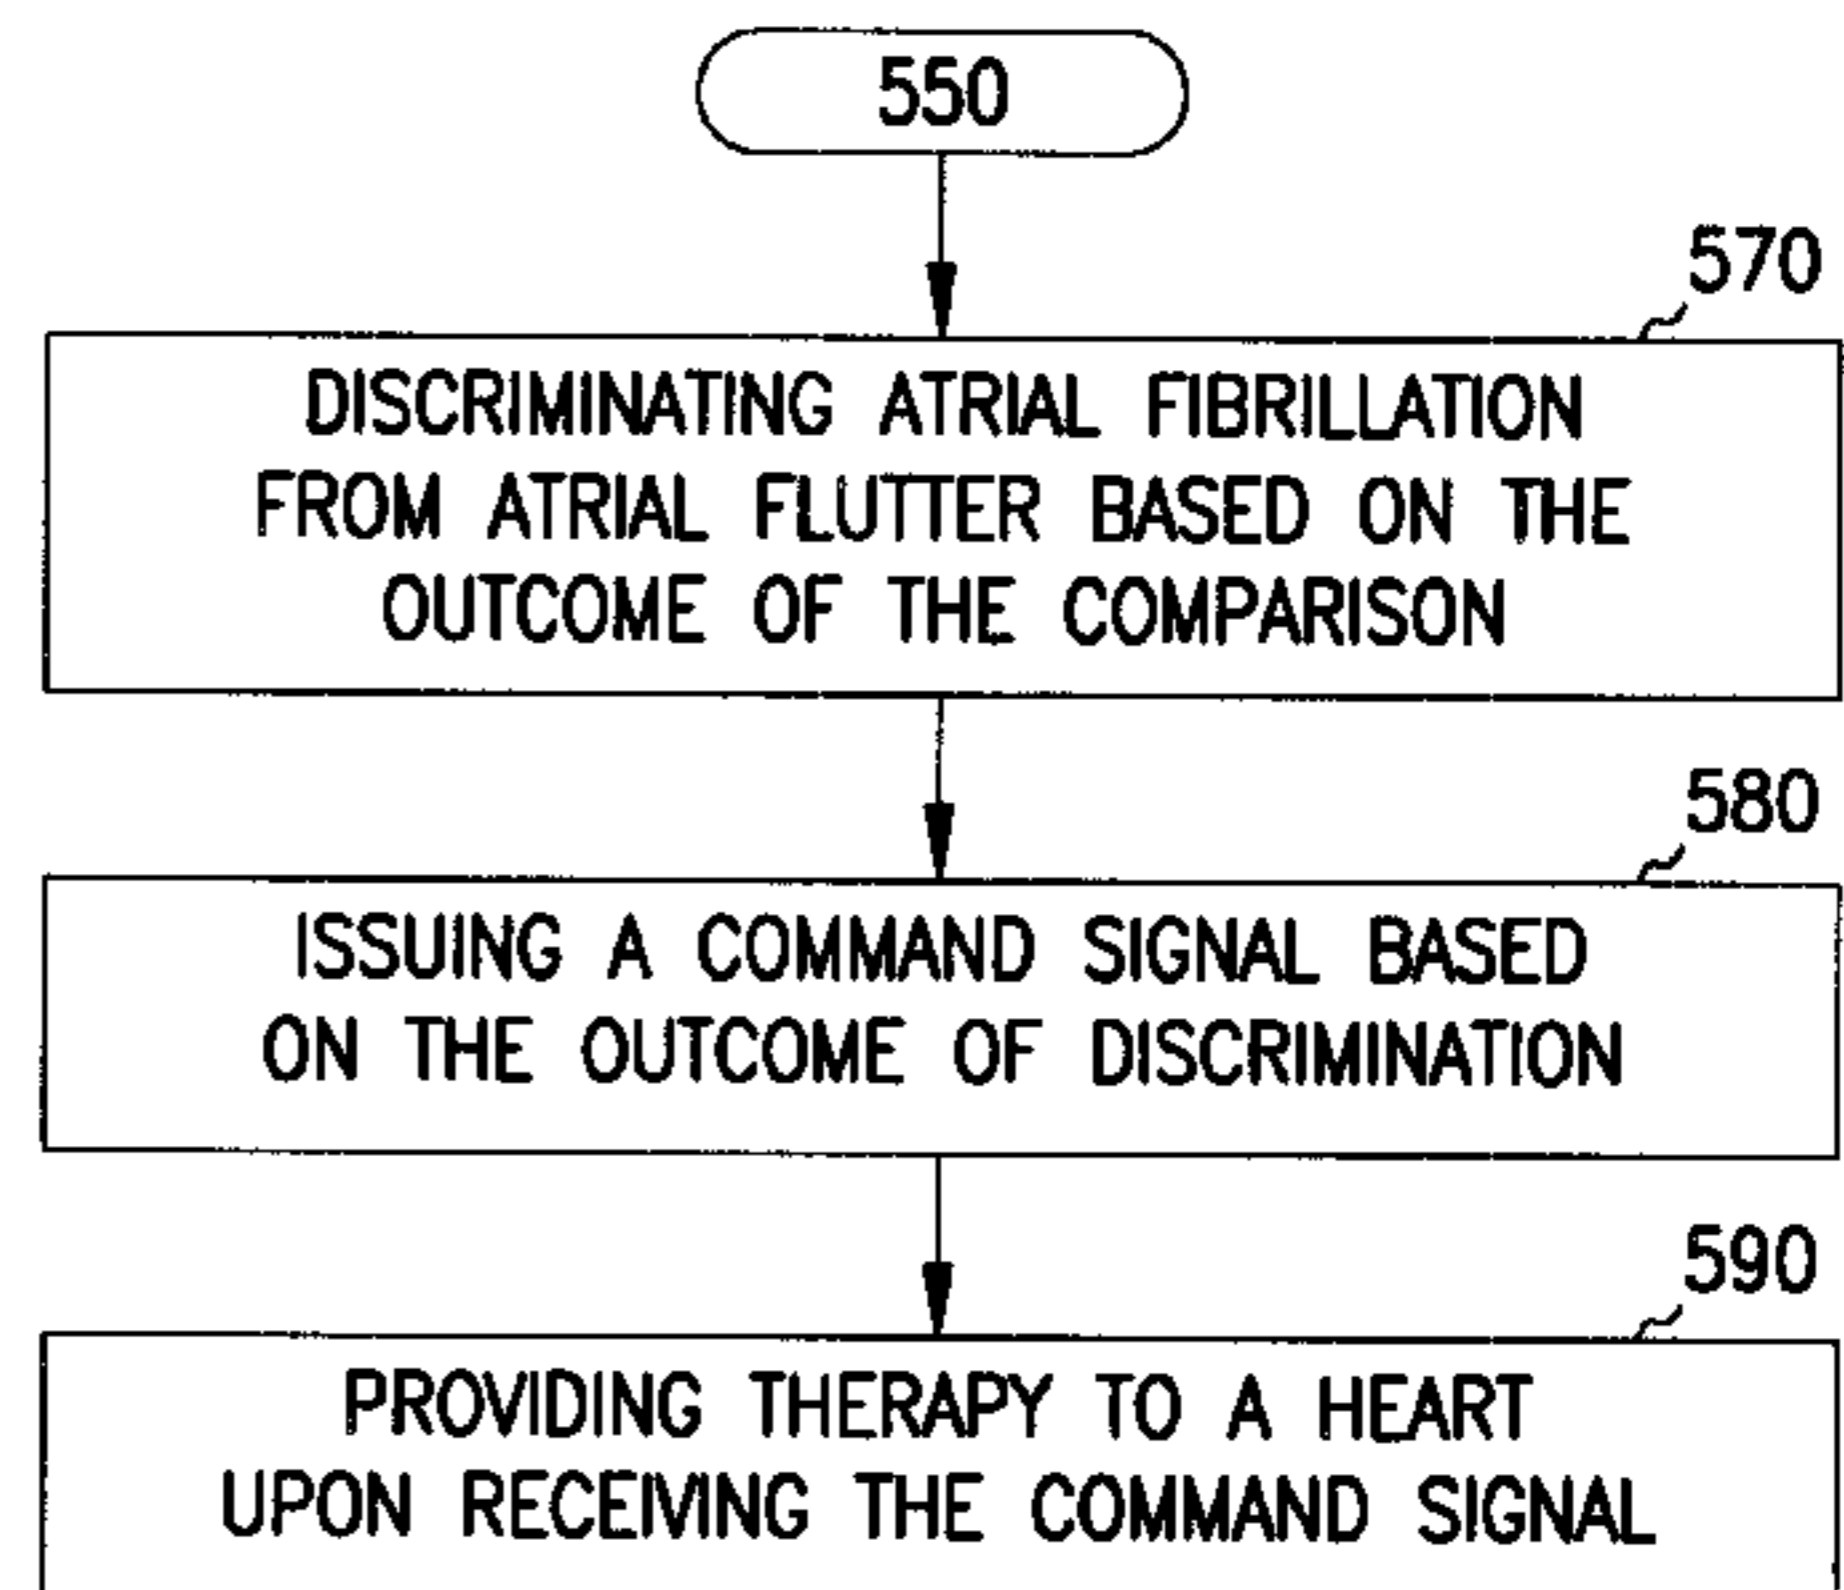 550
570
DISCRIMINATING ATRIAL FIBRILLATION
FROM ATRIAL FLUTTER BASED ON THE
OUTCOME OF THE COMPARISON
580
ISSUING A COMMAND SIGNAL BASED
ON THE OUTCOME OF DISCRIMINATION
590
PROVIDING THERAPY TO A HEART
UPON RECEIVING THE COMMAND SIGNAL